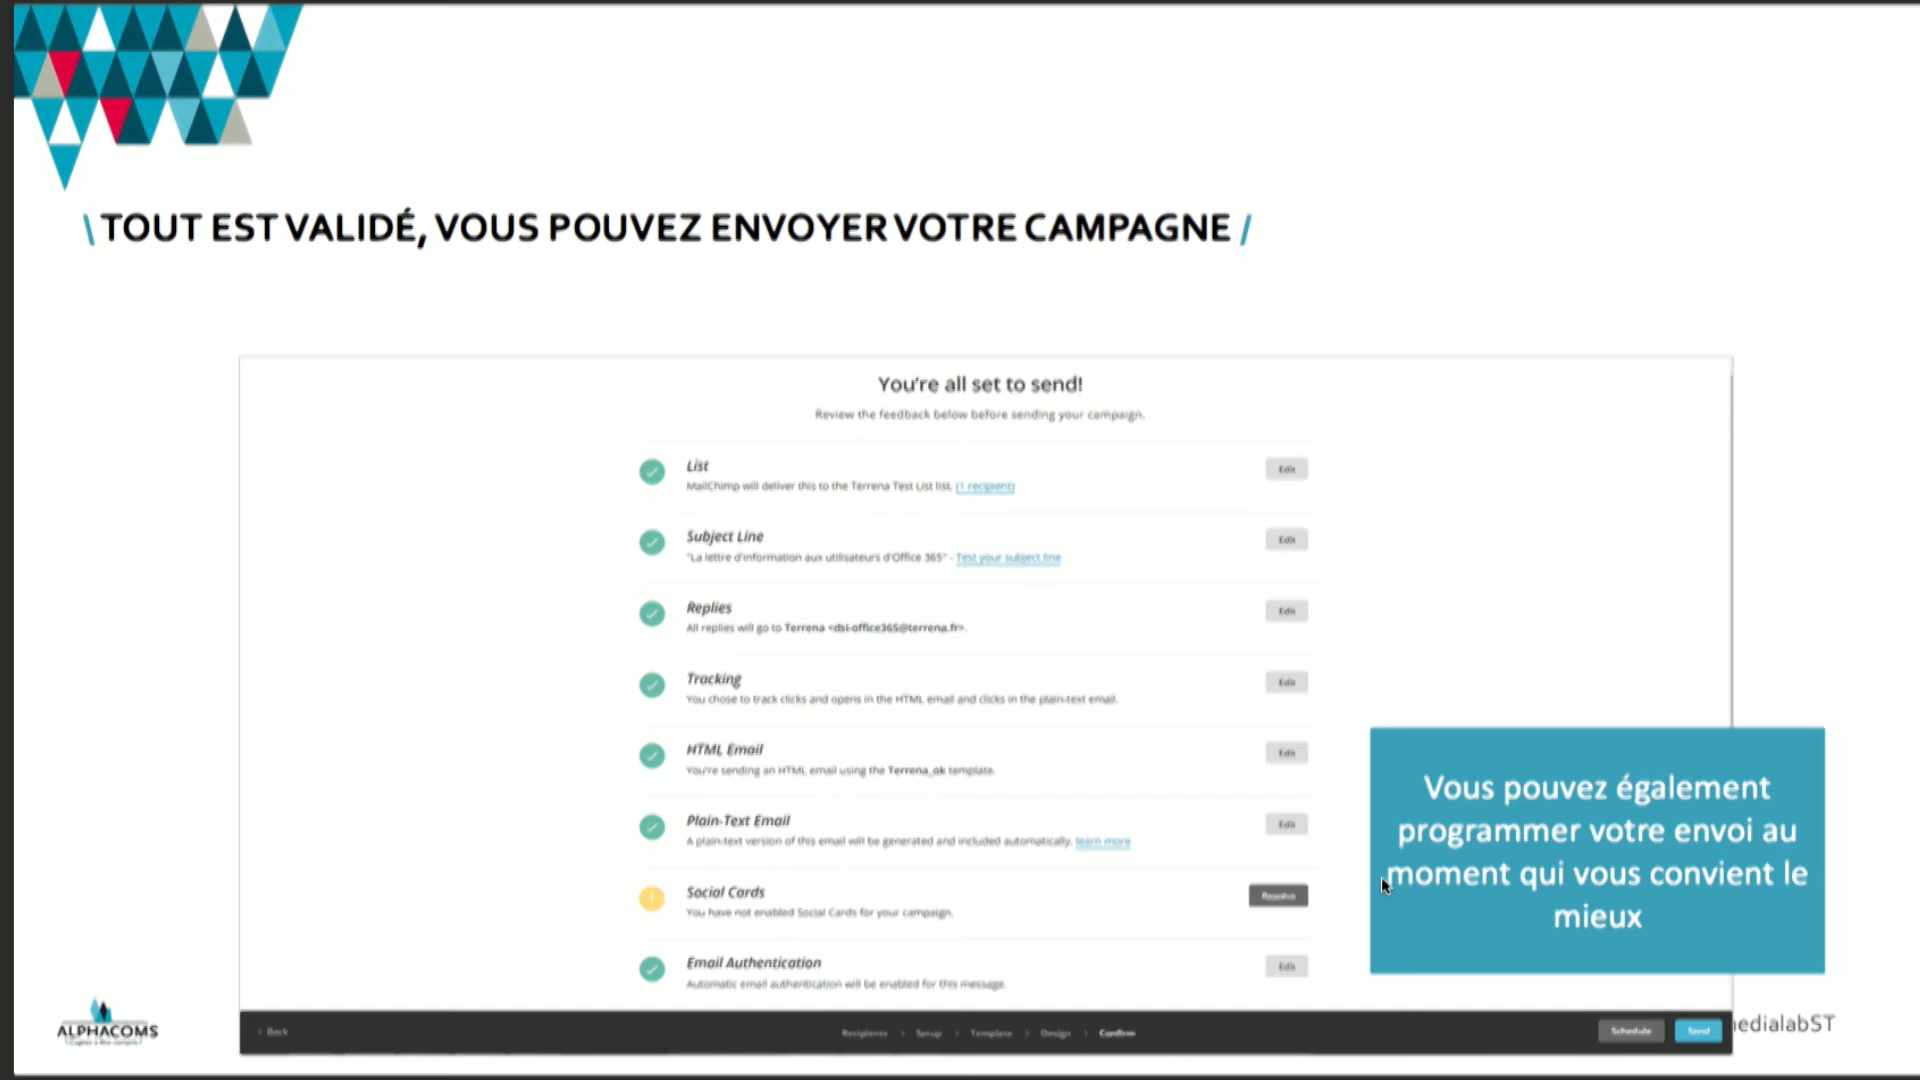 \ TOUT EST VALIDÉ, VOUS POUVEZ ENVOYER VOTRE CAMPAGNE /
You're all set to send!
Review the feedback below before sending your campaign.
List
Edit
MailChimp will deliver this to the Terrena Test List list. (1 recipient)
Subject Line
Edit
"La lettre d'information aux utilisateurs d'Office 365" - Test your subject line
Replies
Edit
All replies will go to Terrena <dsi-office365@terrena.fr>.
Tracking
Edit
You chose to track clicks and opens in the HTML email and clicks in the plain-text email.
HTML Email
Edit
You're sending an HTML email using the Terrena_ok template.
Plain-Text Email
Edit
A plain-text version of this email will be generated and included automatically. learn more
Social Cards
Resolve
You have not enabled Social Cards for your campaign.
Email Authentication
Edit
Automatic email authentication will be enabled for this message.
Vous pouvez également
programmer votre envoi au
moment qui vous convient le
mieux
< Back
Recipients > Setup > Template > Design > Confirm
Schedule
Send
ALPHACOMS
edialabST